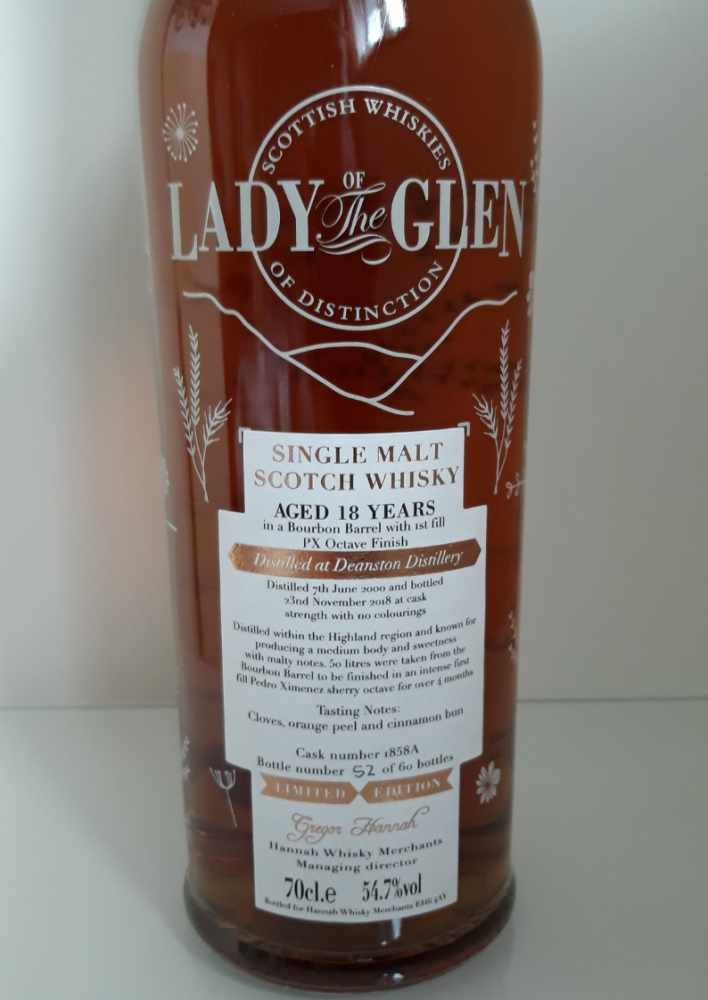 SCOTTISH WHISKIES
LADY OF The GLEN
OF DISTINCTION
SINGLE MALT
SCOTCH WHISKY
AGED 18 YEARS
in a Bourbon Barrel with 1st fill
PX Octave Finish
Distilled at Deanston Distillery
Distilled 7th June 2000 and bottled
23nd November 2018 at cask
strength with no colourings
Distilled within the Highland region and known for
producing a medium body and sweetness
with malty notes. 50 litres were taken from the
Bourbon Barrel to be finished in an intense first
fill Pedro Ximenez sherry octave for over 4 months
Tasting Notes:
Cloves, orange peel and cinnamon bun
Cask number 1858A
Bottle number 52 of 60 bottles
LIMITED EDITION
Gregor Hannah
Hannah Whisky Merchants
Managing director
70cl.e 54.7%vol
Bottled for Hannah Whisky Merchants EH6 4AY